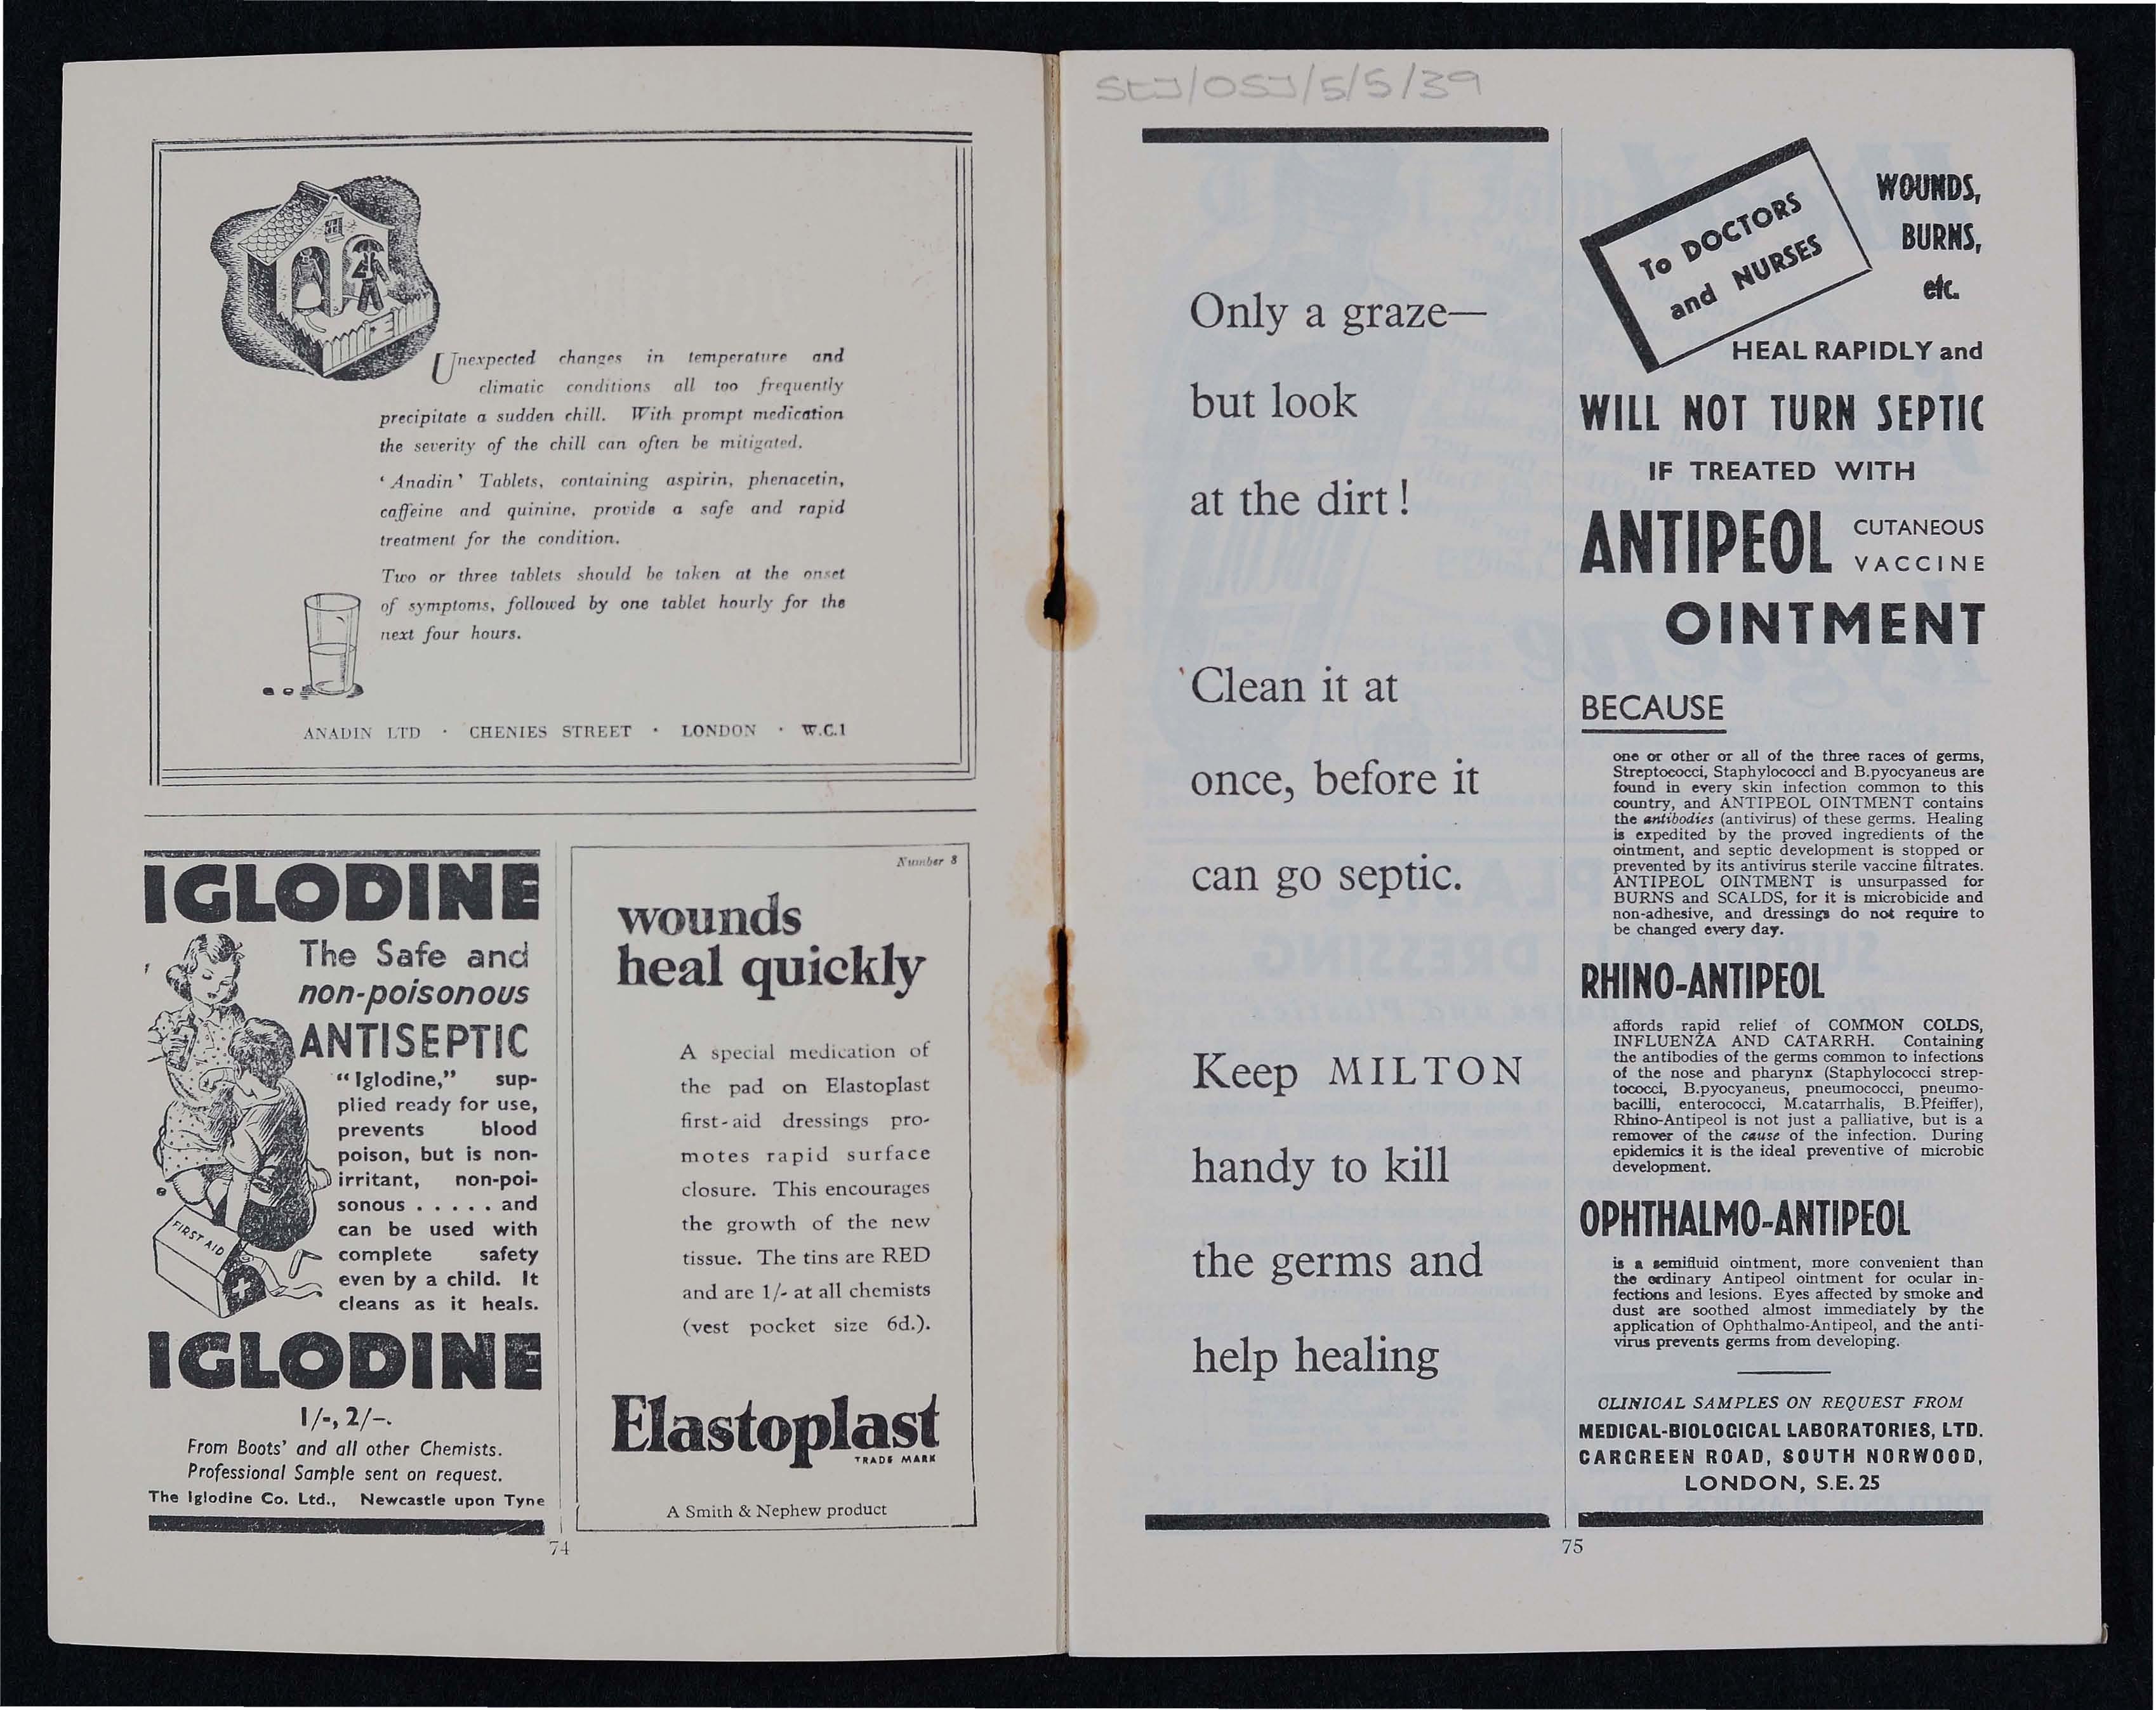 Unexpected changes in temperature and
climatic conditions all too frequently
precipitate a sudden chill. With prompt medication
the severity of the chill can often be mitigated.
‘Anadin’ Tablets, containing aspirin, phenacetin,
caffeine and quinine, provide a safe and rapid
treatment for the condition.
Two or three tablets should be taken at the onset
of symptoms, followed by one tablet hourly for the
next four hours.
ANADIN LTD · CHENIES STREET · LONDON · W.C.1
IGLODINE
The Safe and
non-poisonous
ANTISEPTIC
“Iglodine,” sup-
plied ready for use,
prevents blood
poison, but is non-
irritant, non-poi-
sonous ..... and
can be used with
complete safety
even by a child. It
cleans as it heals.
FIRST AID
IGLODINE
1/-, 2/-.
From Boots’ and all other Chemists.
Professional Sample sent on request.
The Iglodine Co. Ltd., Newcastle upon Tyne
Number 8
wounds
heal quickly
A special medication of
the pad on Elastoplast
first-aid dressings pro-
motes rapid surface
closure. This encourages
the growth of the new
tissue. The tins are RED
and are 1/- at all chemists
(vest pocket size 6d.).
Elastoplast
TRADE MARK
A Smith & Nephew product
74
StJ/OSJ/5/5/39
Only a graze—
but look
at the dirt!
Clean it at
once, before it
can go septic.
Keep MILTON
handy to kill
the germs and
help healing
To DOCTORS
and NURSES
WOUNDS,
BURNS,
etc.
HEAL RAPIDLY and
WILL NOT TURN SEPTIC
IF TREATED WITH
ANTIPEOL CUTANEOUS
VACCINE
OINTMENT
BECAUSE
one or other or all of the three races of germs,
Streptococci, Staphylococci and B.pyocyaneus are
found in every skin infection common to this
country, and ANTIPEOL OINTMENT contains
the antibodies (antivirus) of these germs. Healing
is expedited by the proved ingredients of the
ointment, and septic development is stopped or
prevented by its antivirus sterile vaccine filtrates.
ANTIPEOL OINTMENT is unsurpassed for
BURNS and SCALDS, for it is microbicide and
non-adhesive, and dressings do not require to
be changed every day.
RHINO-ANTIPEOL
affords rapid relief of COMMON COLDS,
INFLUENZA AND CATARRH. Containing
the antibodies of the germs common to infections
of the nose and pharynx (Staphylococci strep-
tococci, B.pyocyaneus, pneumococci, pneumo-
bacilli, enterococci, M.catarrhalis, B.Pfeiffer),
Rhino-Antipeol is not just a palliative, but is a
remover of the cause of the infection. During
epidemics it is the ideal preventive of microbic
development.
OPHTHALMO-ANTIPEOL
is a semifluid ointment, more convenient than
the ordinary Antipeol ointment for ocular in-
fections and lesions. Eyes affected by smoke and
dust are soothed almost immediately by the
application of Ophthalmo-Antipeol, and the anti-
virus prevents germs from developing.
CLINICAL SAMPLES ON REQUEST FROM
MEDICAL-BIOLOGICAL LABORATORIES, LTD.
CARGREEN ROAD, SOUTH NORWOOD,
LONDON, S.E.25
75